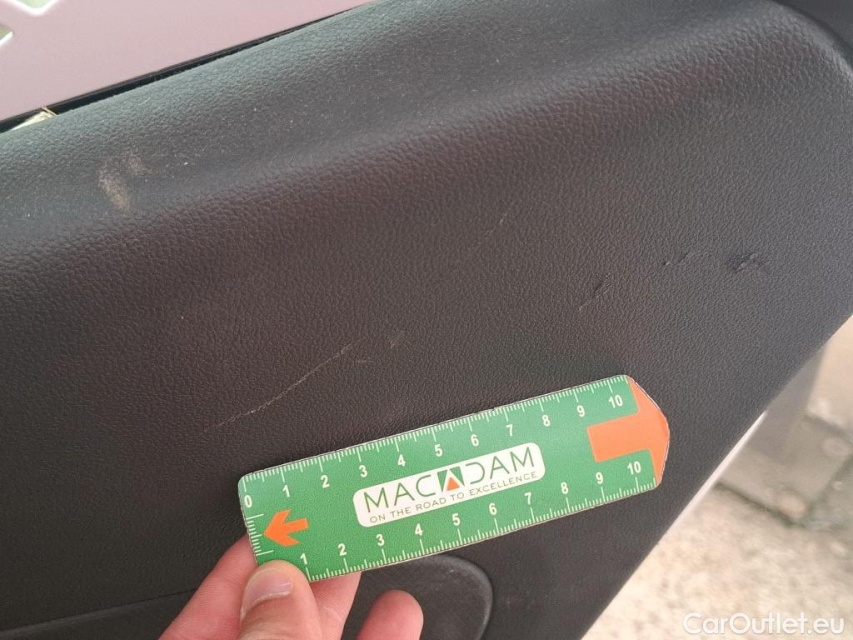 0 1 2 3 4 5 6 7 8 9 10
MACADAM
ON THE ROAD TO EXCELLENCE
1 2 3 4 5 6 7 8 9 10
CarOutlet.eu